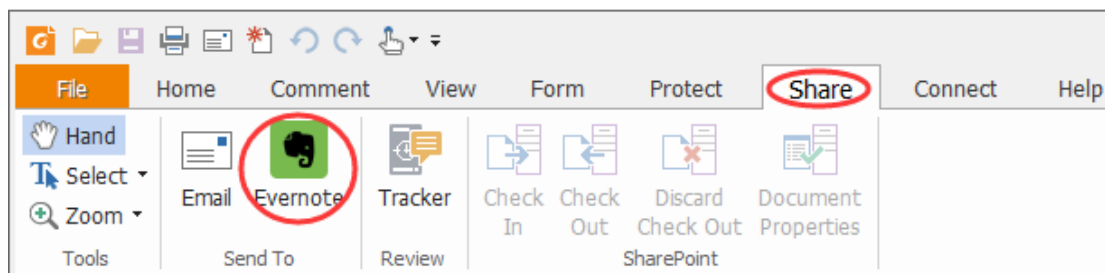 File Home Comment View Form Protect Share Connect Help
Hand
Select
Zoom
Tools
Email Evernote
Send To
Tracker
Review
Check In Check Out Discard Check Out Document Properties
SharePoint